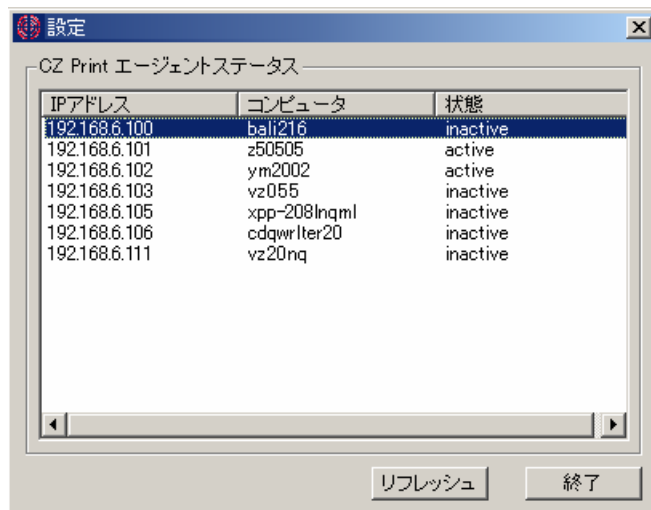 設定
CZ Print エージェントステータス
IPアドレス コンピュータ 状態
192.168.6.100 bali216 inactive
192.168.6.101 z50505 active
192.168.6.102 ym2002 active
192.168.6.103 vz055 inactive
192.168.6.105 xpp-208lnqml inactive
192.168.6.106 cdqwrlter20 inactive
192.168.6.111 vz20nq inactive
リフレッシュ 終了